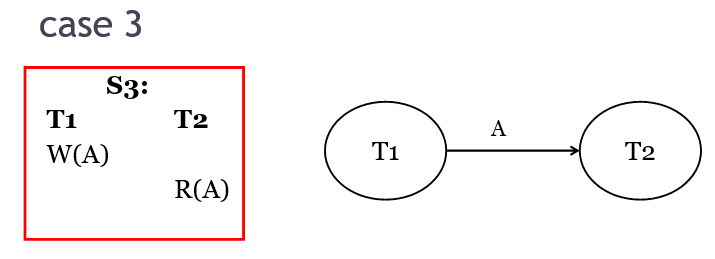 case 3
S3:
T1 T2
W(A)
R(A)
A
T1 T2